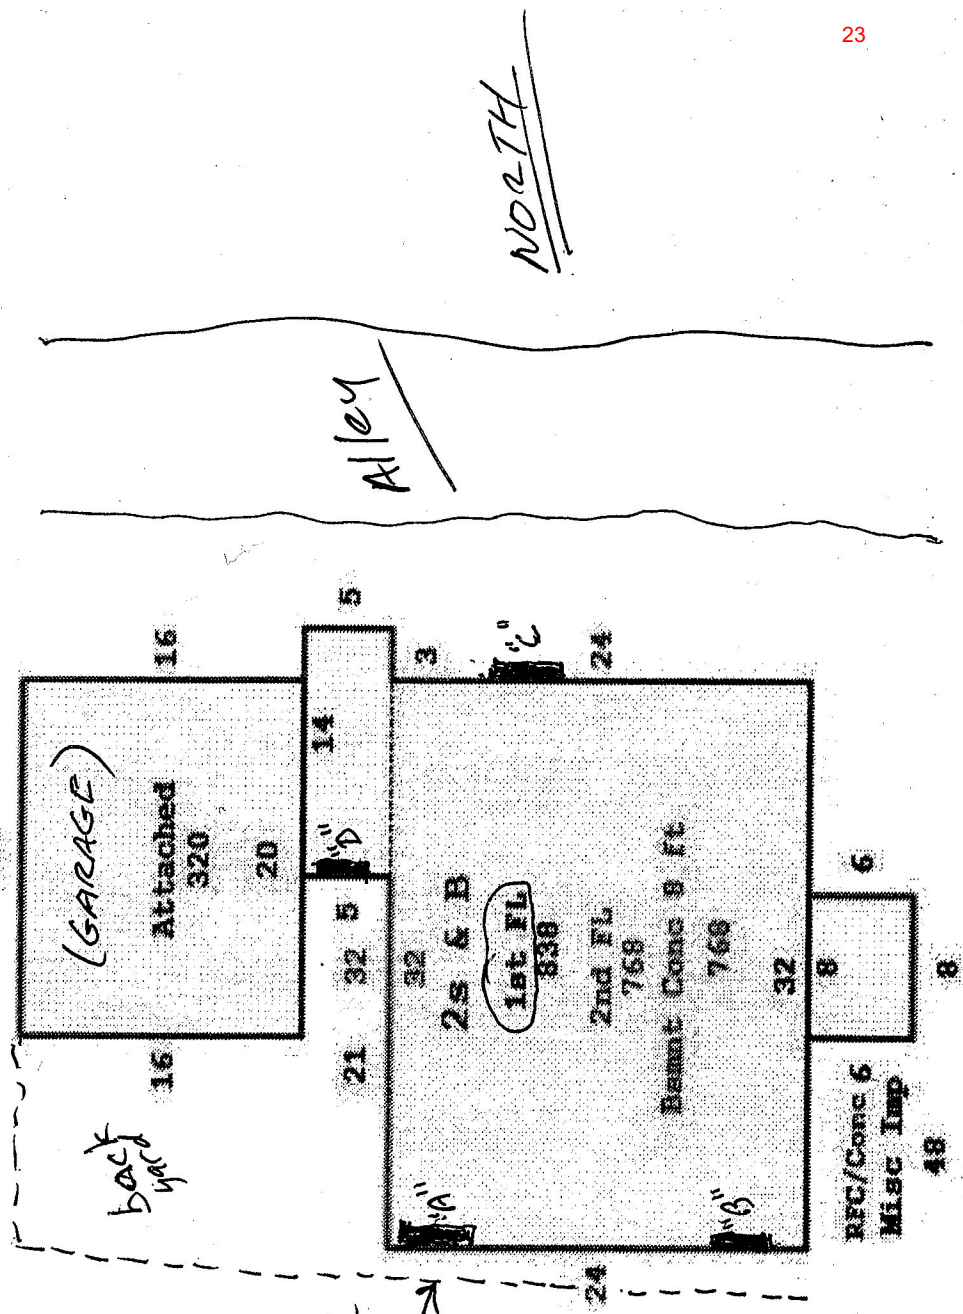 23
NORTH
Alley
(GARAGE)
Attached
320
20
16
16
5
14
"D"
5
3
"C"
24
32
21
32
2s & B
1st FL
838
2nd FL
768
Bsmnt Conc 8 ft
768
32
8
6
8
RFC/Conc 6
Misc Imp
48
back
yard
"A"
"B"
24